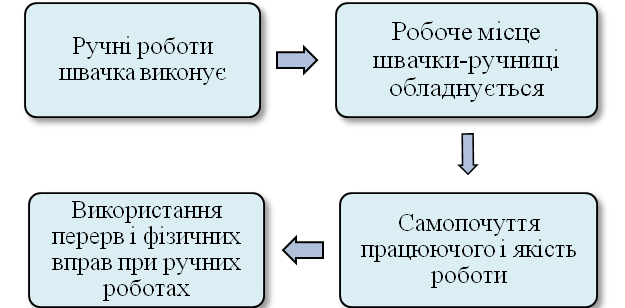 Ручні роботи
швачка виконує
Робоче місце
швачки-ручниці
обладнується
Самопочуття
працюючого і якість
роботи
Використання
перерв і фізичних
вправ при ручних
роботах